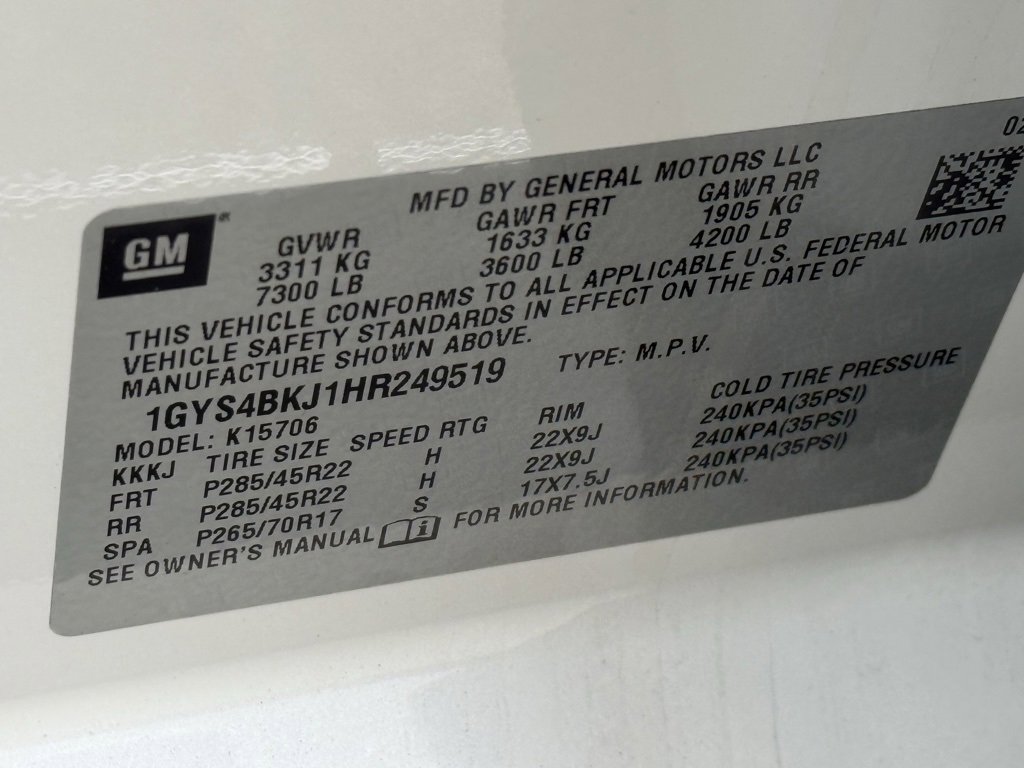 02
MFD BY GENERAL MOTORS LLC
GM
GVWR GAWR FRT GAWR RR
3311 KG 1633 KG 1905 KG
7300 LB 3600 LB 4200 LB
THIS VEHICLE CONFORMS TO ALL APPLICABLE U.S. FEDERAL MOTOR
VEHICLE SAFETY STANDARDS IN EFFECT ON THE DATE OF
MANUFACTURE SHOWN ABOVE.
1GYS4BKJ1HR249519 TYPE: M.P.V.
MODEL: K15706
KKKJ TIRE SIZE SPEED RTG RIM COLD TIRE PRESSURE
FRT P285/45R22 H 22X9J 240KPA(35PSI)
RR P285/45R22 H 22X9J 240KPA(35PSI)
SPA P265/70R17 S 17X7.5J 240KPA(35PSI)
SEE OWNER'S MANUAL i FOR MORE INFORMATION.